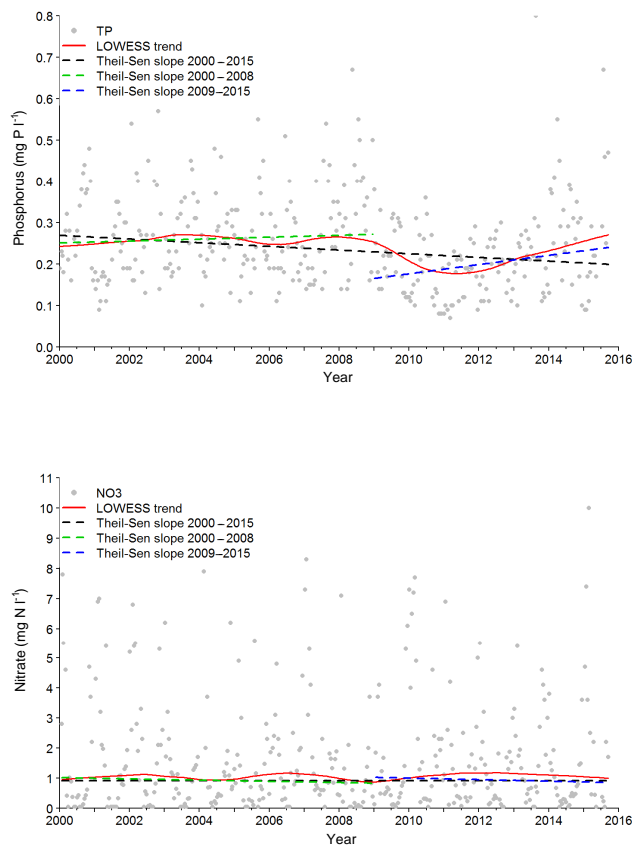 0.8
TP
LOWESS trend
Theil-Sen slope 2000 – 2015
Theil-Sen slope 2000 – 2008
Theil-Sen slope 2009–2015
0.7
0.6
0.5
0.4
0.3
0.2
0.1
0.0
Phosphorus (mg P l⁻¹)
2000 2002 2004 2006 2008 2010 2012 2014 2016
Year
11
NO3
LOWESS trend
Theil-Sen slope 2000 – 2015
Theil-Sen slope 2000 – 2008
Theil-Sen slope 2009–2015
10
9
8
7
6
5
4
3
2
1
0
Nitrate (mg N l⁻¹)
2000 2002 2004 2006 2008 2010 2012 2014 2016
Year